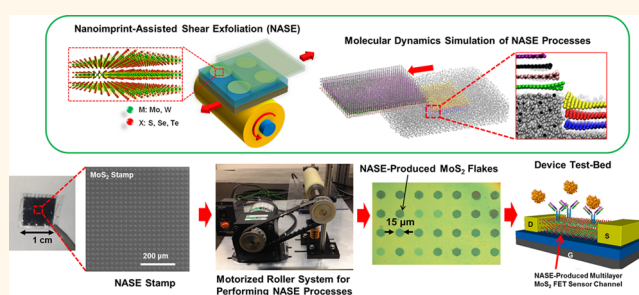 Nanoimprint-Assisted Shear Exfoliation (NASE)
Molecular Dynamics Simulation of NASE Processes
M: Mo, W
X: S, Se, Te
MoS2 Stamp
1 cm
200 µm
NASE Stamp
Motorized Roller System for
Performing NASE Processes
NASE-Produced MoS2 Flakes
15 µm
Device Test-Bed
D
S
G
NASE-Produced Multilayer
MoS2 FET Sensor Channel